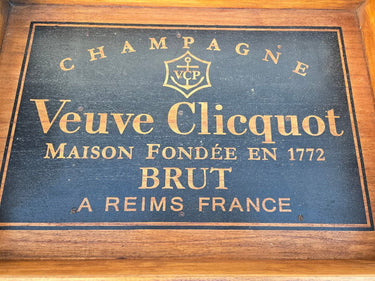 CHAMPAGNE
VCP
Veuve Clicquot
MAISON FONDÉE EN 1772
BRUT
A REIMS FRANCE